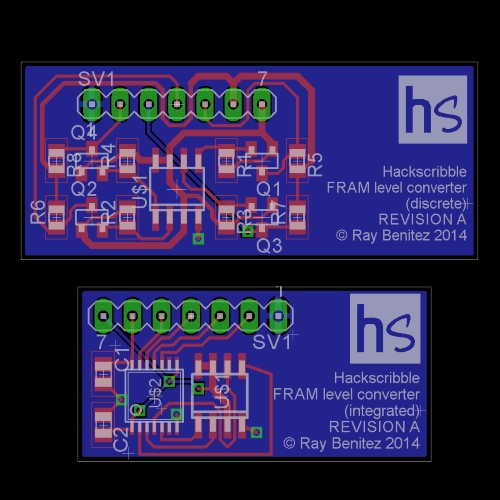 SV1
7
hs
Q4
R8
R4
R4
R5
U$1
Q2
Q1
R6
R2
R3
R7
Q3
Hackscribble
FRAM level converter
(discrete)
REVISION A
© Ray Benitez 2014
7
SV1
hs
C1
U$2
U$1
C2
Hackscribble
FRAM level converter
(integrated)
REVISION A
© Ray Benitez 2014